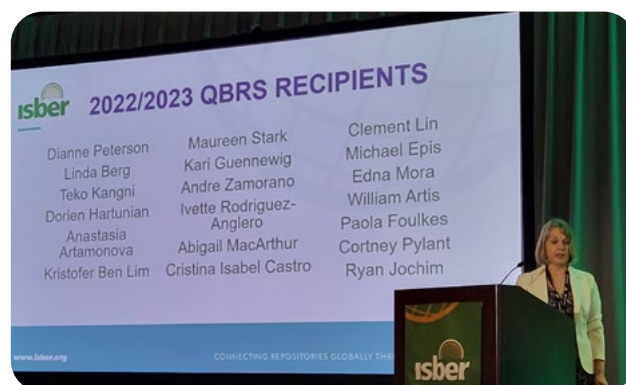 isber
2022/2023 QBRS RECIPIENTS
Dianne Peterson
Linda Berg
Teko Kangni
Dorien Hartunian
Anastasia
Artamonova
Kristofer Ben Lim
Maureen Stark
Kari Guennewig
Andre Zamorano
Ivette Rodriguez-
Anglero
Abigail MacArthur
Cristina Isabel Castro
Clement Lin
Michael Epis
Edna Mora
William Artis
Paola Foulkes
Cortney Pylant
Ryan Jochim
www.isber.org
CONNECTING REPOSITORIES GLOBALLY
isber